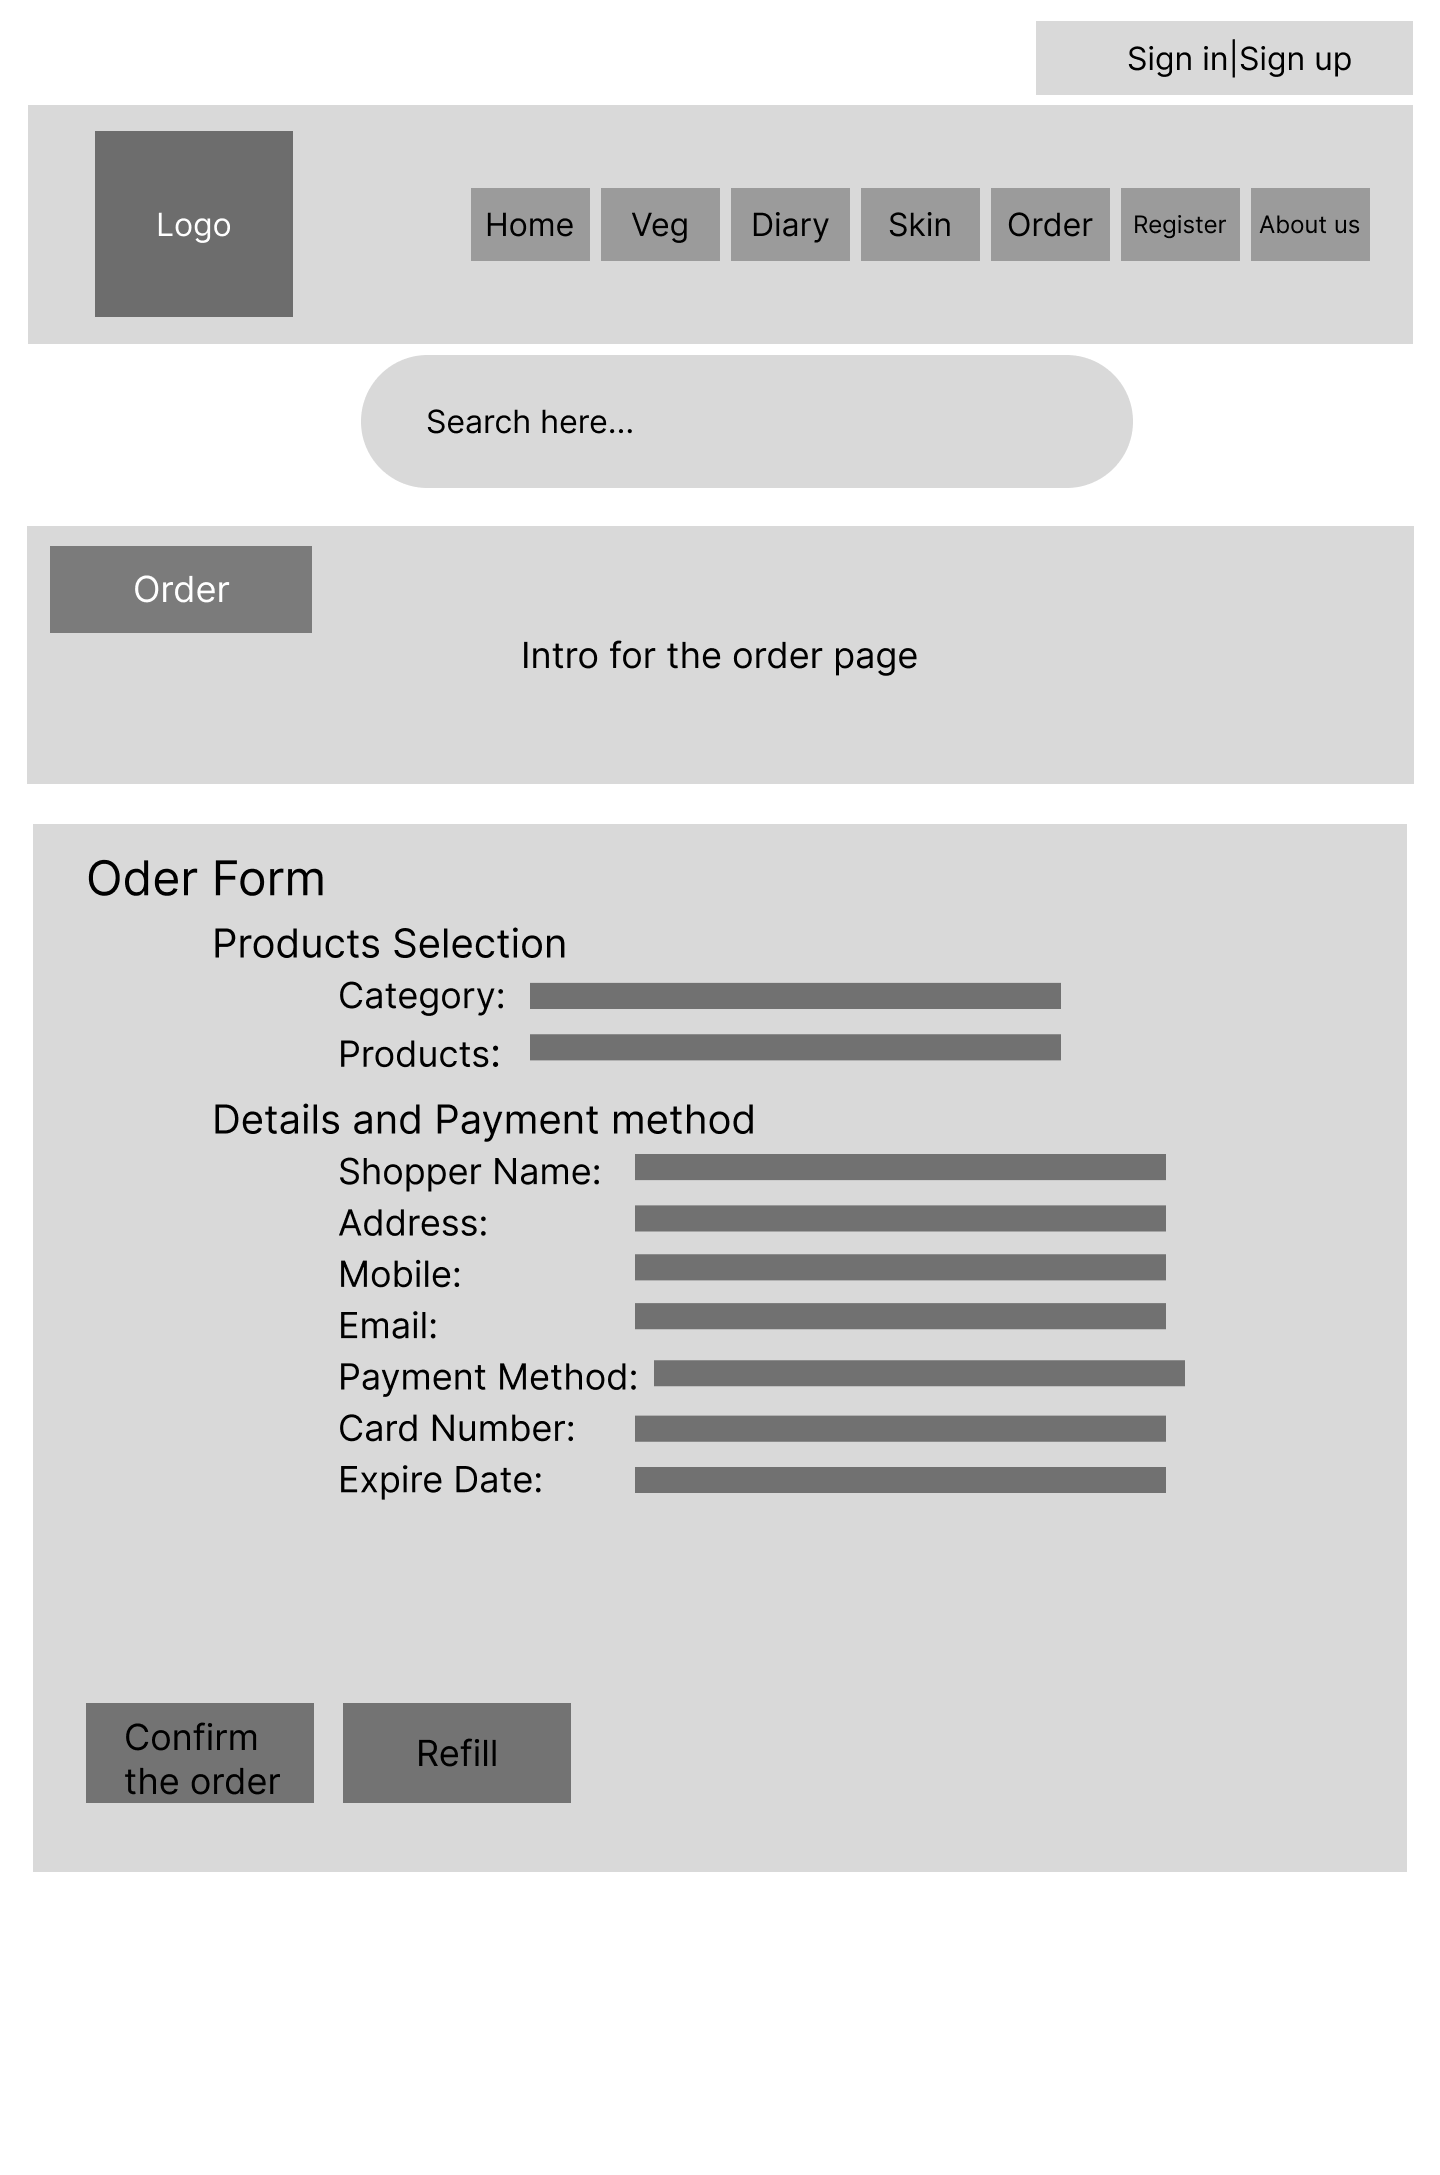 Sign in|Sign up
Logo
Home
Veg
Diary
Skin
Order
Register
About us
Search here...
Order
Intro for the order page
Oder Form
Products Selection
Category:
Products:
Details and Payment method
Shopper Name:
Address:
Mobile:
Email:
Payment Method:
Card Number:
Expire Date:
Confirm
the order
Refill